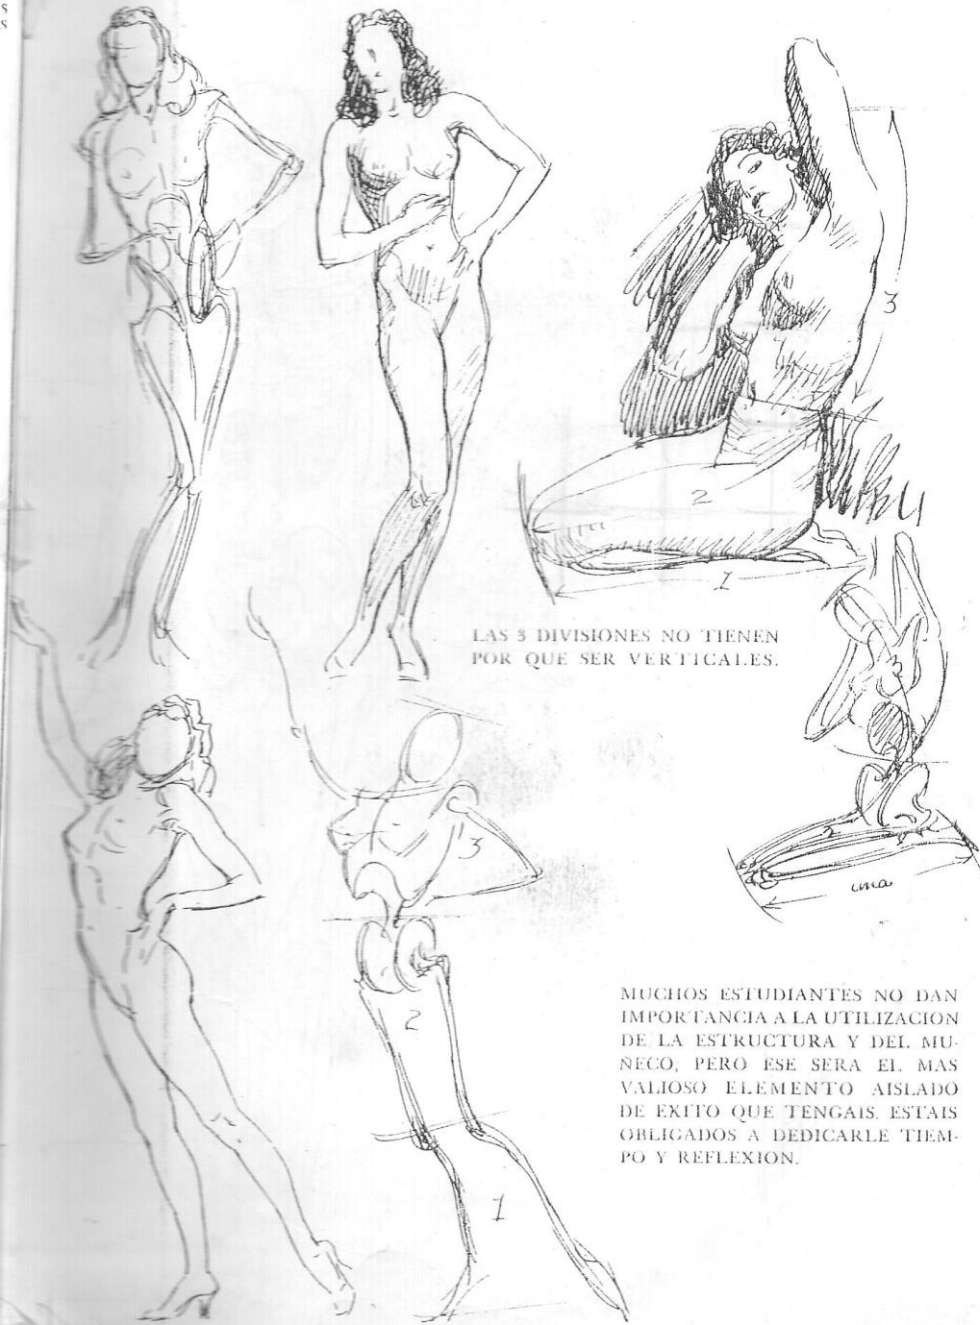 S
S
3
2
1
LAS 3 DIVISIONES NO TIENEN
POR QUE SER VERTICALES.
3
2
una
2
1
MUCHOS ESTUDIANTES NO DAN
IMPORTANCIA A LA UTILIZACION
DE LA ESTRUCTURA Y DEL MU-
ÑECO, PERO ESE SERA EL MAS
VALIOSO ELEMENTO AISLADO
DE EXITO QUE TENGAIS. ESTAIS
OBLIGADOS A DEDICARLE TIEM-
PO Y REFLEXION.